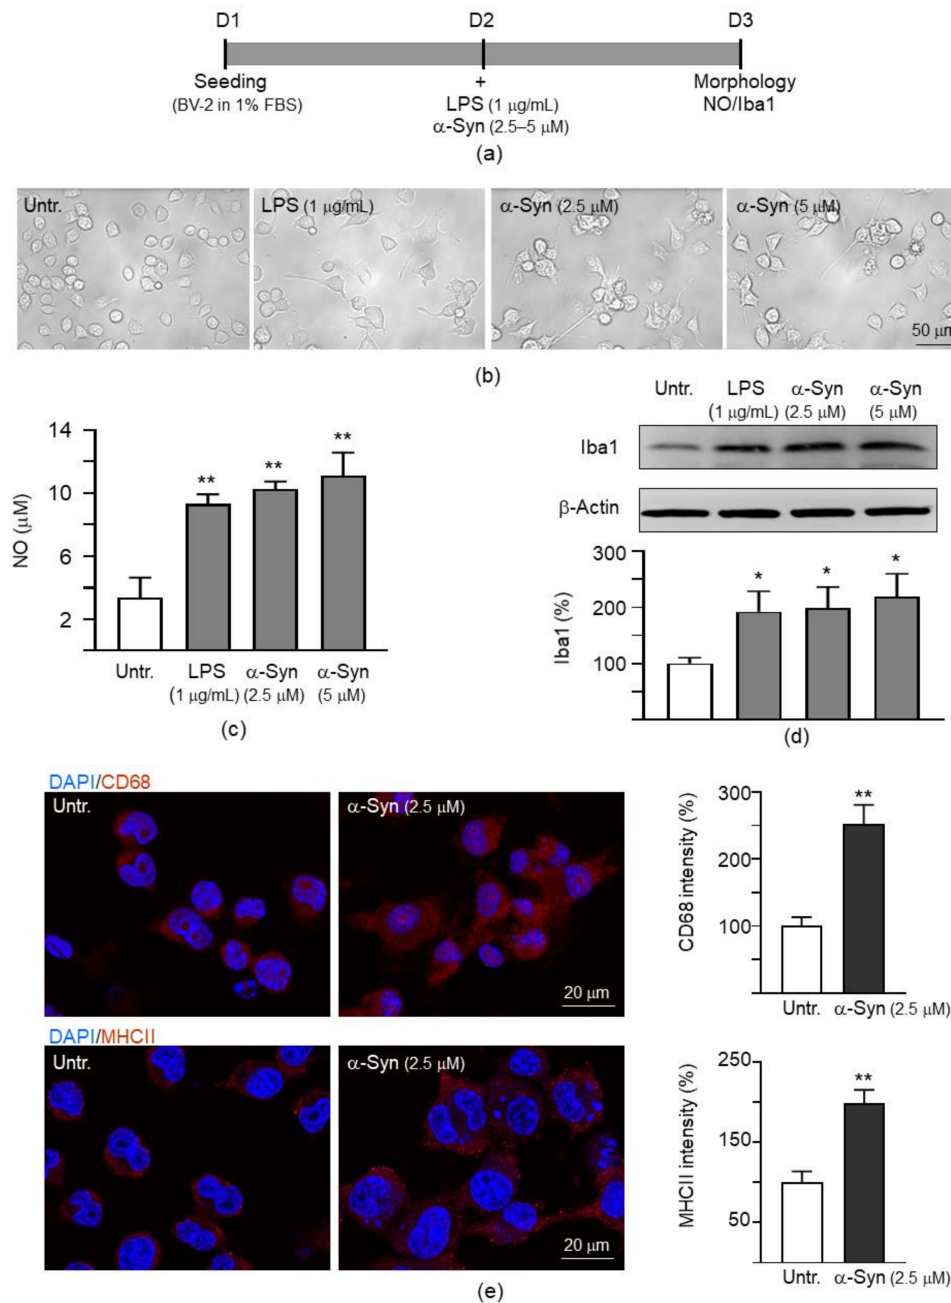 D1 D2 D3
Seeding
(BV-2 in 1% FBS)
+
LPS (1 μg/mL)
α-Syn (2.5–5 μM)
Morphology
NO/Iba1
(a)
Untr.
LPS (1 μg/mL)
α-Syn (2.5 μM)
α-Syn (5 μM)
50 μm
(b)
NO (μM)
14
10
6
2
**
**
**
Untr.
LPS
(1 μg/mL)
α-Syn
(2.5 μM)
α-Syn
(5 μM)
(c)
Untr.
LPS
(1 μg/mL)
α-Syn
(2.5 μM)
α-Syn
(5 μM)
Iba1
β-Actin
Iba1 (%)
300
200
100
*
*
*
(d)
DAPI/CD68
Untr.
α-Syn (2.5 μM)
20 μm
CD68 intensity (%)
300
200
100
**
Untr. α-Syn (2.5 μM)
DAPI/MHCII
Untr.
α-Syn (2.5 μM)
20 μm
MHCII intensity (%)
250
150
50
**
Untr. α-Syn (2.5 μM)
(e)